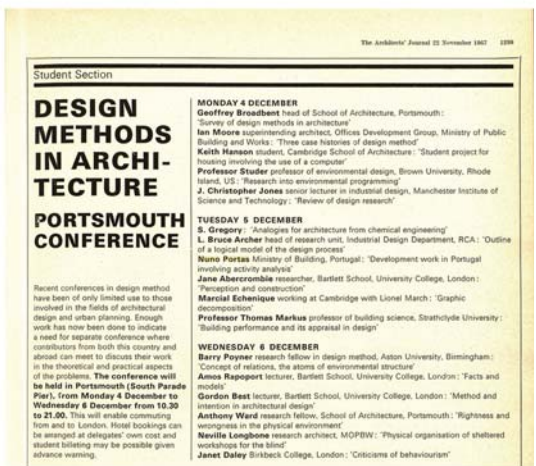 The Architects' Journal 22 November 1967 1299
Student Section
DESIGN
METHODS
IN ARCHI-
TECTURE
PORTSMOUTH
CONFERENCE
Recent conferences in design method
have been of only limited use to those
involved in the fields of architectural
design and urban planning. Enough
work has now been done to indicate
a need for separate conference where
contributors from both this country and
abroad can meet to discuss their work
in the theoretical and practical aspects
of the problems. The conference will
be held in Portsmouth (South Parade
Pier), from Monday 4 December to
Wednesday 6 December from 10.30
to 21.00. This will enable commuting
from and to London. Hotel bookings can
be arranged at delegates' own cost and
student billeting may be possible given
advance warning.
MONDAY 4 DECEMBER
Geoffrey Broadbent head of School of Architecture, Portsmouth:
'Survey of design methods in architecture'
Ian Moore superintending architect, Offices Development Group, Ministry of Public
Building and Works: 'Three case histories of design method'
Keith Hanson student, Cambridge School of Architecture: 'Student project for
housing involving the use of a computer'
Professor Studer professor of environmental design, Brown University, Rhode
Island, US: 'Research into environmental programming'
J. Christopher Jones senior lecturer in industrial design, Manchester Institute of
Science and Technology: 'Review of design research'
TUESDAY 5 DECEMBER
S. Gregory: 'Analogies for architecture from chemical engineering'
L. Bruce Archer head of research unit, Industrial Design Department, RCA: 'Outline
of a logical model of the design process'
Nuno Portas Ministry of Building, Portugal: 'Development work in Portugal
involving activity analysis'
Jane Abercrombie researcher, Bartlett School, University College, London:
'Perception and construction'
Marcial Echenique working at Cambridge with Lionel March: 'Graphic
decomposition'
Professor Thomas Markus professor of building science, Strathclyde University:
'Building performance and its appraisal in design'
WEDNESDAY 6 DECEMBER
Barry Poyner research fellow in design method, Aston University, Birmingham:
'Concept of relations, the atoms of environmental structure'
Amos Rapoport lecturer, Bartlett School, University College, London: 'Facts and
models'
Gordon Best lecturer, Bartlett School, University College, London: 'Method and
intention in architectural design'
Anthony Ward research fellow, School of Architecture, Portsmouth: 'Rightness and
wrongness in the physical environment'
Neville Longbone research architect, MOPBW: 'Physical organisation of sheltered
workshops for the blind'
Janet Daley Birkbeck College, London: 'Criticisms of behaviourism'